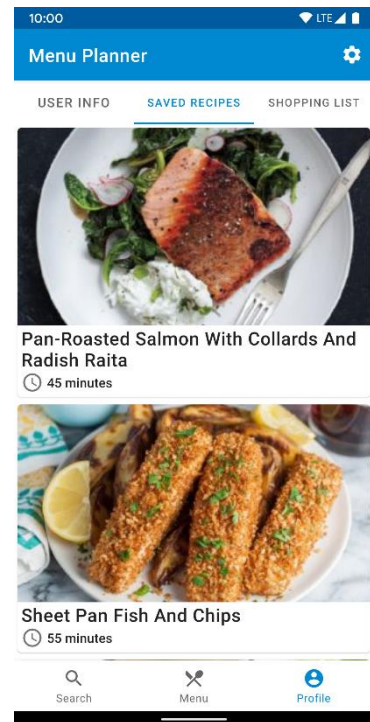 10:00
LTE
Menu Planner
USER INFO
SAVED RECIPES
SHOPPING LIST
Pan-Roasted Salmon With Collards And
Radish Raita
45 minutes
Sheet Pan Fish And Chips
55 minutes
Search
Menu
Profile